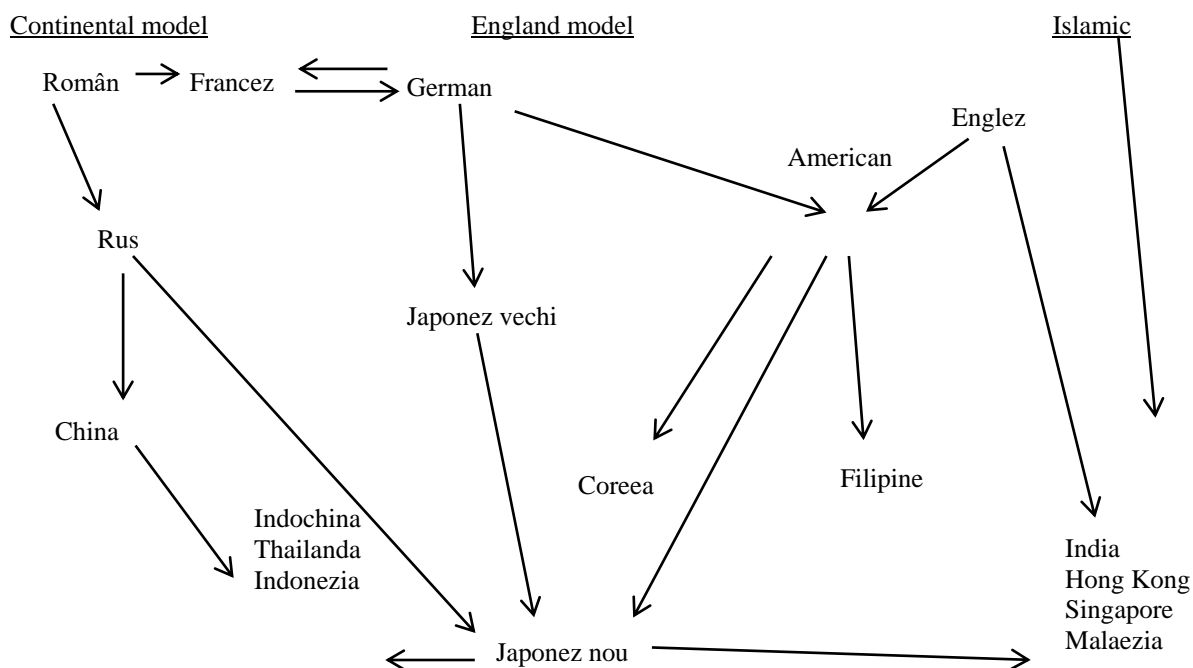 Continental model
England model
Islamic
Român
Francez
German
Englez
American
Rus
Japonez vechi
China
Coreea
Filipine
Indochina
Thailanda
Indonezia
India
Hong Kong
Singapore
Malaezia
Japonez nou